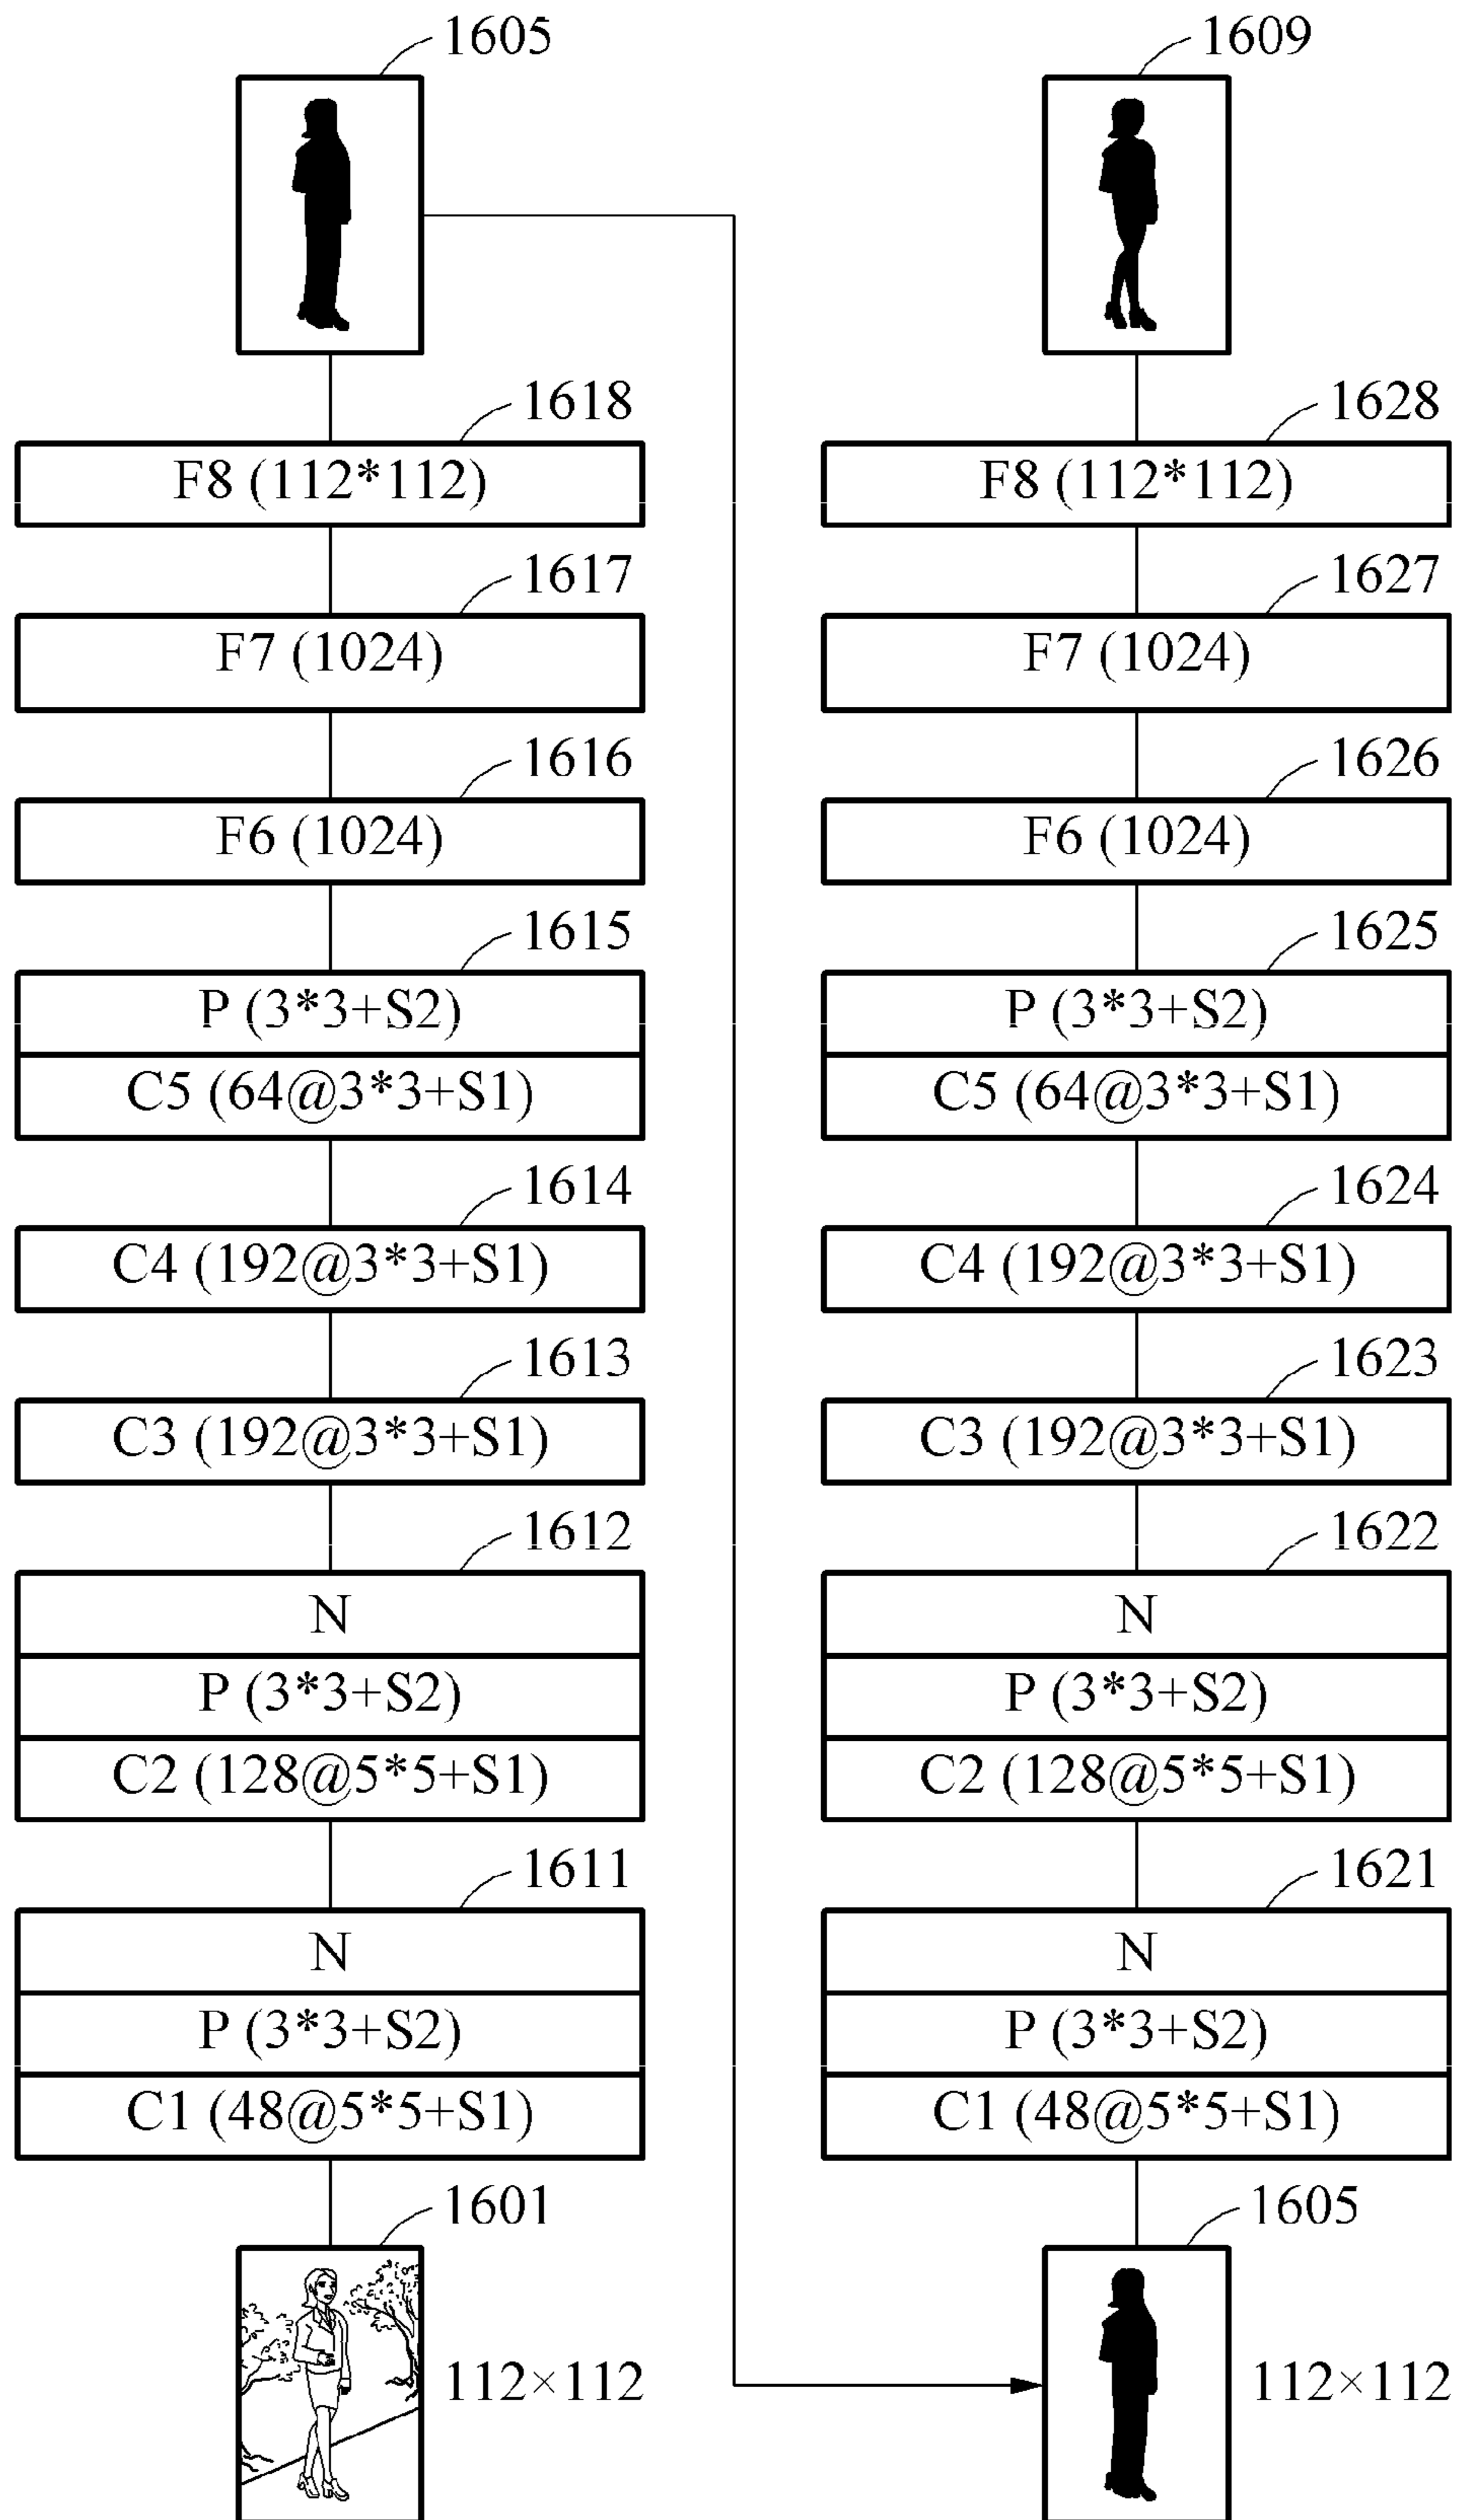 1605
1618
F8 (112*112)
1617
F7 (1024)
1616
F6 (1024)
1615
P (3*3+S2)
C5 (64@3*3+S1)
1614
C4 (192@3*3+S1)
1613
C3 (192@3*3+S1)
1612
N
P (3*3+S2)
C2 (128@5*5+S1)
1611
N
P (3*3+S2)
C1 (48@5*5+S1)
1601
112×112
1609
1628
F8 (112*112)
1627
F7 (1024)
1626
F6 (1024)
1625
P (3*3+S2)
C5 (64@3*3+S1)
1624
C4 (192@3*3+S1)
1623
C3 (192@3*3+S1)
1622
N
P (3*3+S2)
C2 (128@5*5+S1)
1621
N
P (3*3+S2)
C1 (48@5*5+S1)
1605
112×112